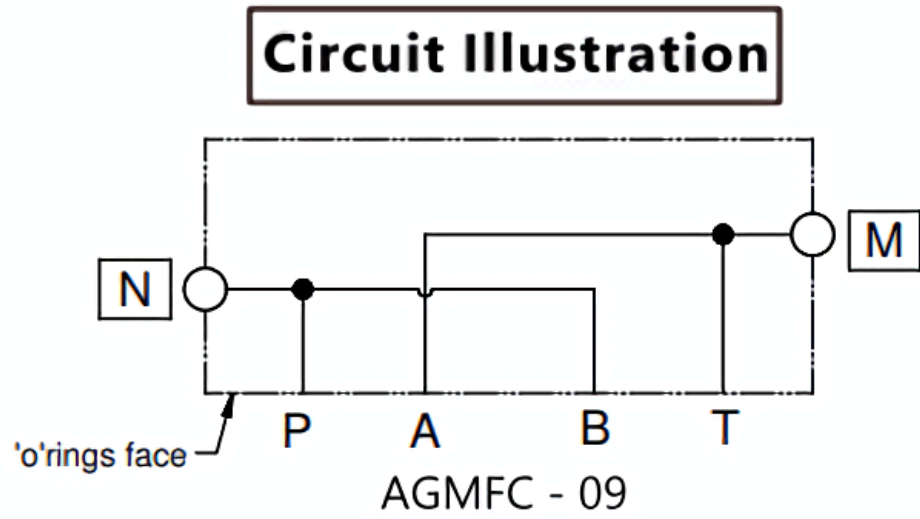 Circuit Illustration
N
M
P A B T
'o'rings face
AGMFC - 09